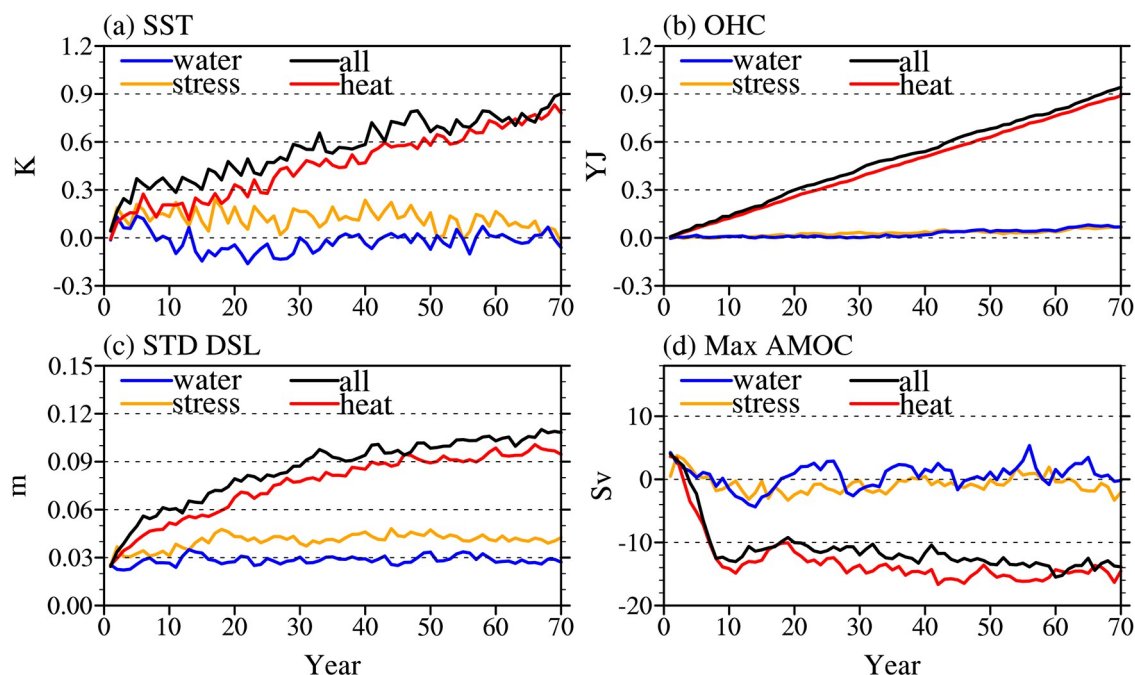 (a) SST
(b) OHC
1.2
0.9
0.6
0.3
0.0
-0.3
K
water
all
stress
heat
0 10 20 30 40 50 60 70
1.2
0.9
0.6
0.3
0.0
-0.3
YJ
water
all
stress
heat
0 10 20 30 40 50 60 70
(c) STD DSL
(d) Max AMOC
0.15
0.12
0.09
0.06
0.03
0.00
m
water
all
stress
heat
0 10 20 30 40 50 60 70
Year
10
0
-10
-20
Sv
water
all
stress
heat
0 10 20 30 40 50 60 70
Year